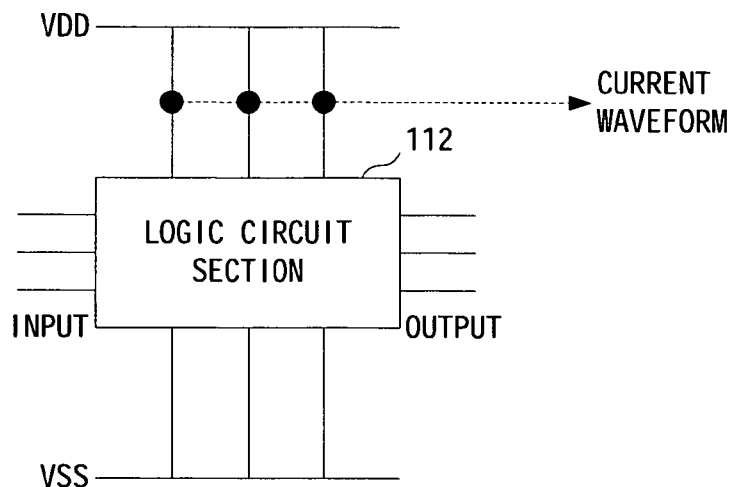 VDD
CURRENT
WAVEFORM
112
LOGIC CIRCUIT
SECTION
INPUT
OUTPUT
VSS